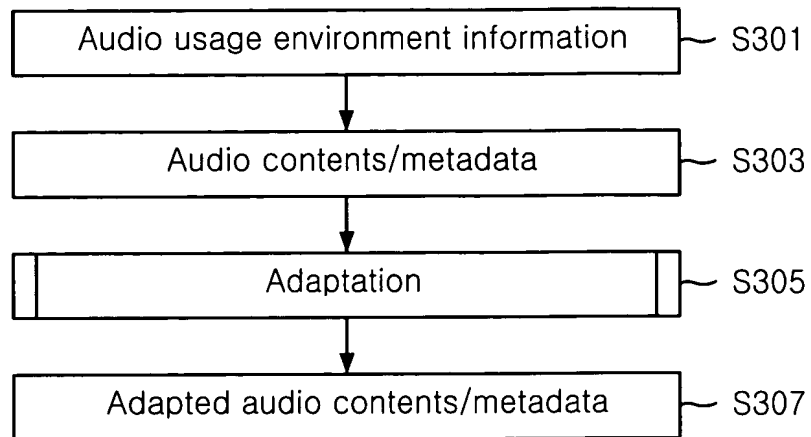 Audio usage environment information S301
Audio contents/metadata S303
Adaptation S305
Adapted audio contents/metadata S307